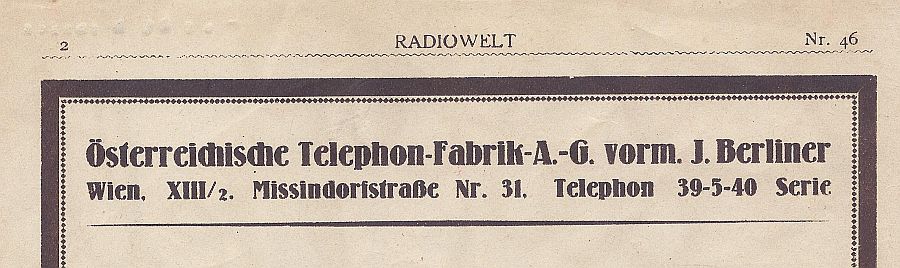 2 RADIOWELT Nr. 46
Österreichische Telephon-Fabrik-A.-G. vorm. J. Berliner
Wien, XIII/2. Missindorfstraße Nr. 31, Telephon 39-5-40 Serie